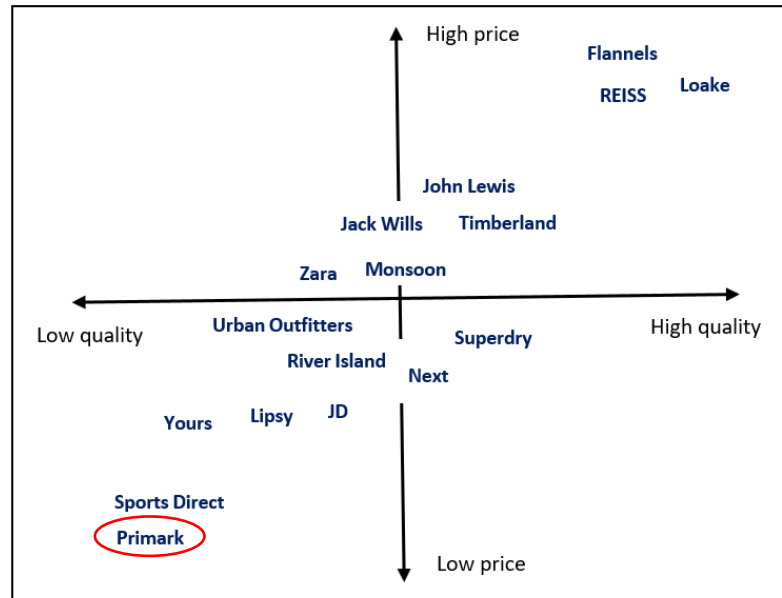 High price
Flannels
Loake
REISS
John Lewis
Jack Wills
Timberland
Zara
Monsoon
Low quality
Urban Outfitters
High quality
Superdry
River Island
Next
Yours
Lipsy
JD
Sports Direct
Primark
Low price